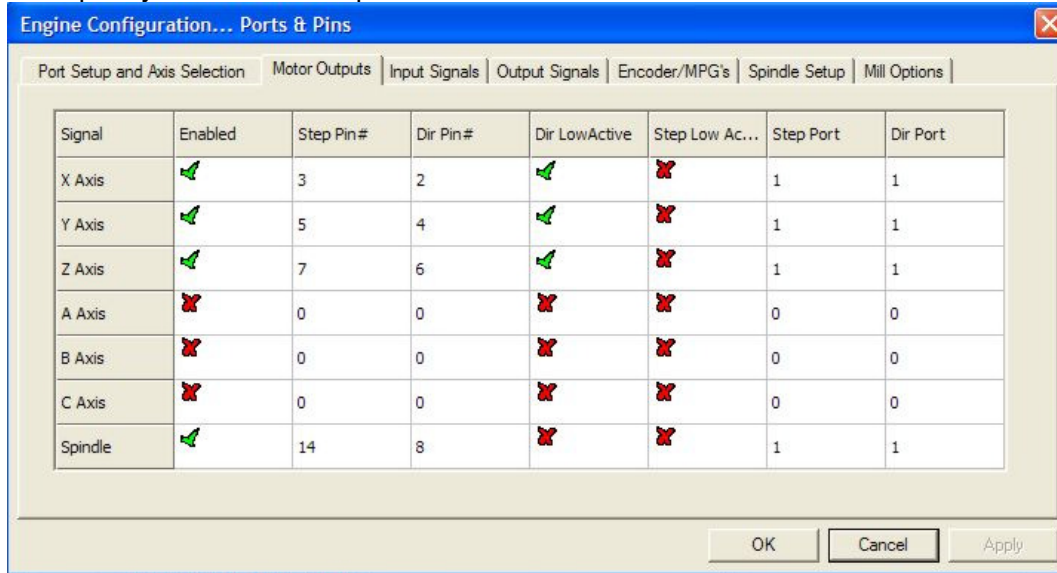 Engine Configuration... Ports & Pins
Port Setup and Axis Selection Motor Outputs Input Signals Output Signals Encoder/MPG's Spindle Setup Mill Options
Signal Enabled Step Pin# Dir Pin# Dir LowActive Step Low Ac... Step Port Dir Port
X Axis 3 2 1 1
Y Axis 5 4 1 1
Z Axis 7 6 1 1
A Axis 0 0 0 0
B Axis 0 0 0 0
C Axis 0 0 0 0
Spindle 14 8 1 1
OK Cancel Apply